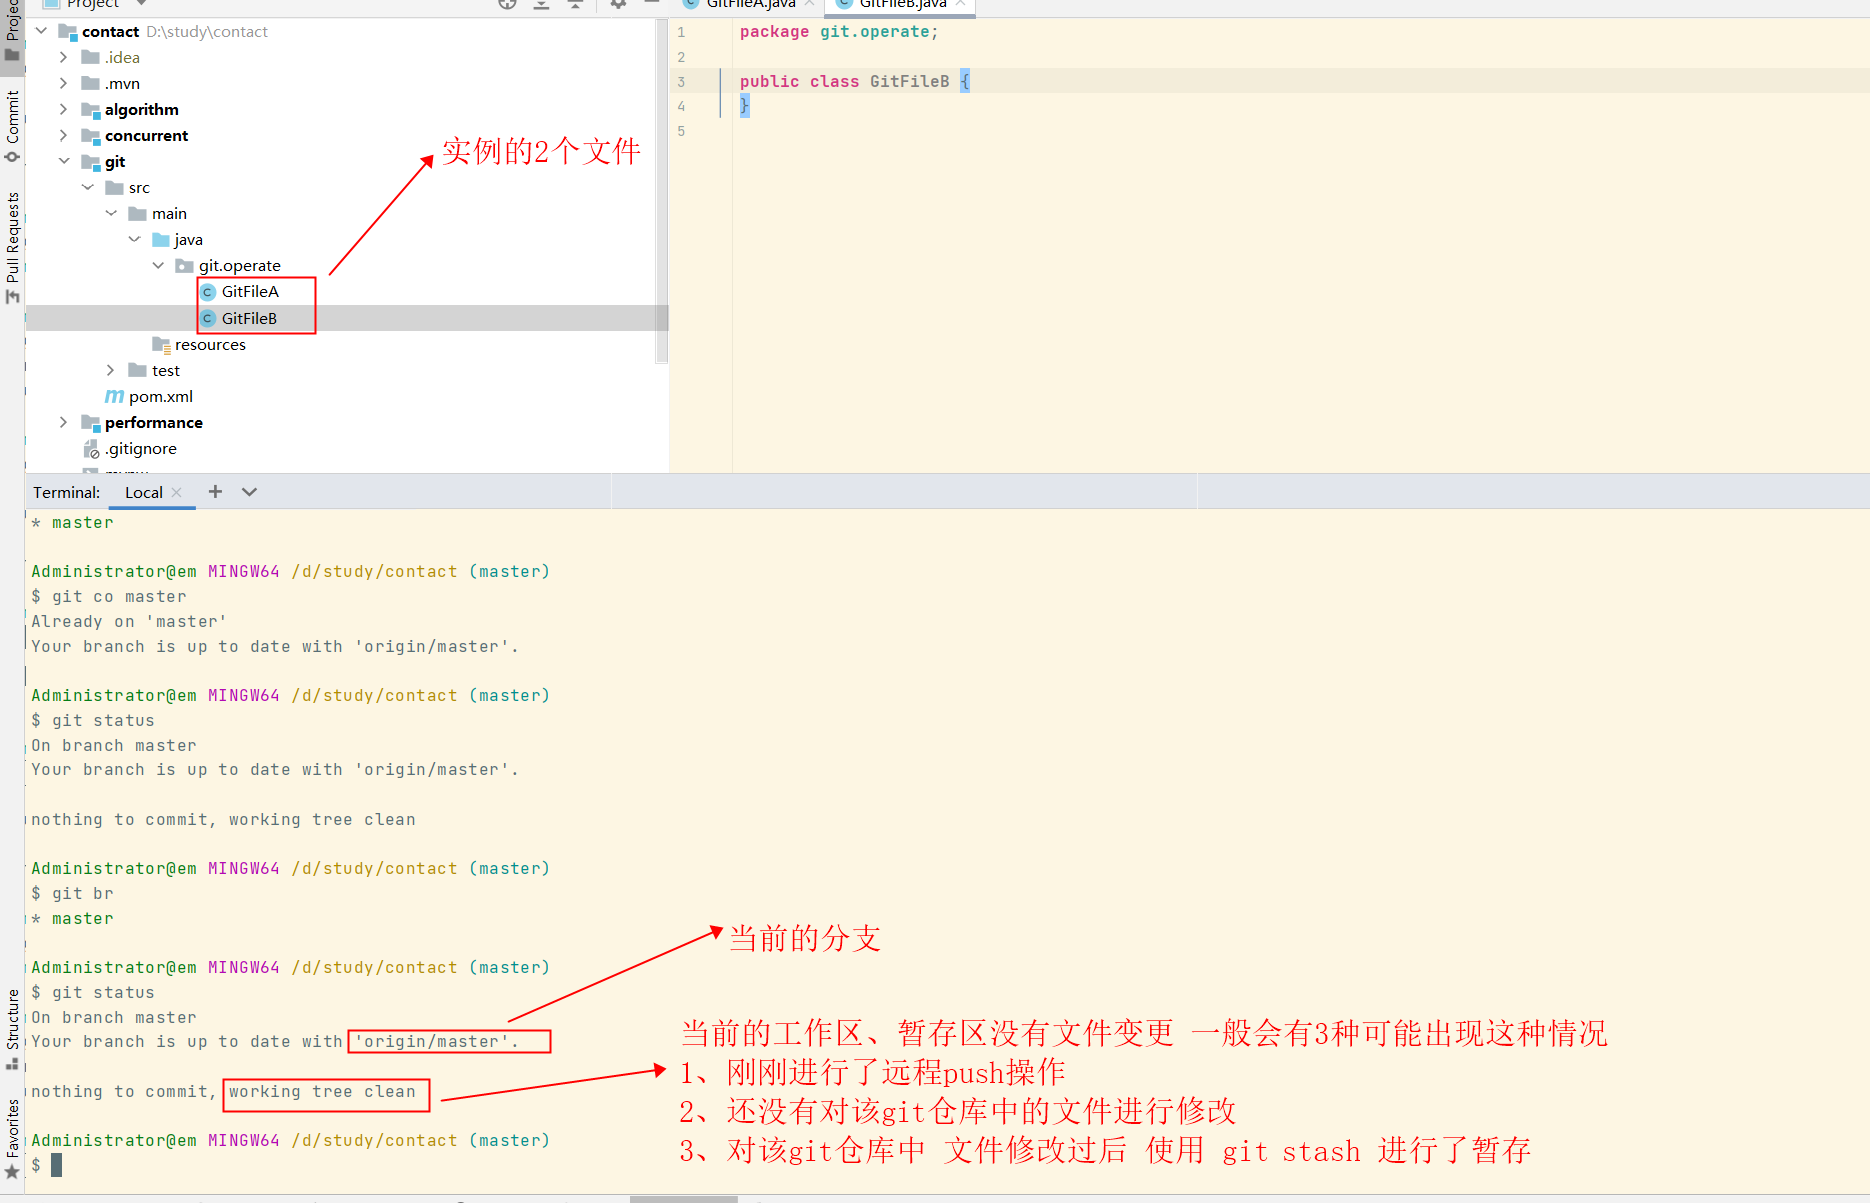 Project
GitFileA.java
GitFileB.java
contact D:\study\contact
.idea
.mvn
algorithm
concurrent
git
src
main
java
git.operate
GitFileA
GitFileB
resources
test
pom.xml
performance
.gitignore
实例的2个文件
1 package git.operate;
2
3 public class GitFileB {
4 }
5
Project
Commit
Pull Requests
Structure
Favorites
Terminal: Local
* master
Administrator@em MINGW64 /d/study/contact (master)
$ git co master
Already on 'master'
Your branch is up to date with 'origin/master'.
Administrator@em MINGW64 /d/study/contact (master)
$ git status
On branch master
Your branch is up to date with 'origin/master'.
nothing to commit, working tree clean
Administrator@em MINGW64 /d/study/contact (master)
$ git br
* master
当前的分支
Administrator@em MINGW64 /d/study/contact (master)
$ git status
On branch master
Your branch is up to date with 'origin/master'.
nothing to commit, working tree clean
Administrator@em MINGW64 /d/study/contact (master)
$
当前的工作区、暂存区没有文件变更 一般会有3种可能出现这种情况
1、刚刚进行了远程push操作
2、还没有对该git仓库中的文件进行修改
3、对该git仓库中 文件修改过后 使用 git stash 进行了暂存